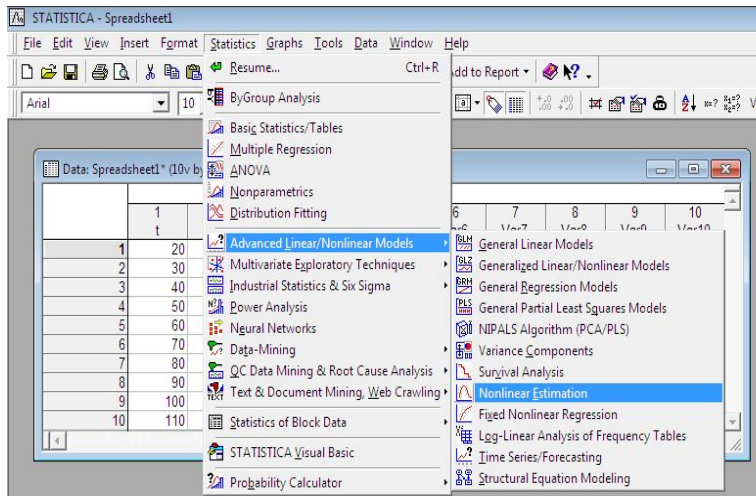 STATISTICA - Spreadsheet1
File Edit View Insert Format Statistics Graphs Tools Data Window Help
Resume... Ctrl+R
Add to Report
Arial 10
ByGroup Analysis
Basic Statistics/Tables
Multiple Regression
ANOVA
Nonparametrics
Distribution Fitting
Advanced Linear/Nonlinear Models
Multivariate Exploratory Techniques
Industrial Statistics & Six Sigma
Power Analysis
Neural Networks
Data-Mining
QC Data Mining & Root Cause Analysis
Text & Document Mining, Web Crawling
Statistics of Block Data
STATISTICA Visual Basic
Probability Calculator
General Linear Models
Generalized Linear/Nonlinear Models
General Regression Models
General Partial Least Squares Models
NIPALS Algorithm (PCA/PLS)
Variance Components
Survival Analysis
Nonlinear Estimation
Fixed Nonlinear Regression
Log-Linear Analysis of Frequency Tables
Time Series/Forecasting
Structural Equation Modeling
Data: Spreadsheet1* (10v by
1 6 7 8 9 10
t
1 20
2 30
3 40
4 50
5 60
6 70
7 80
8 90
9 100
10 110